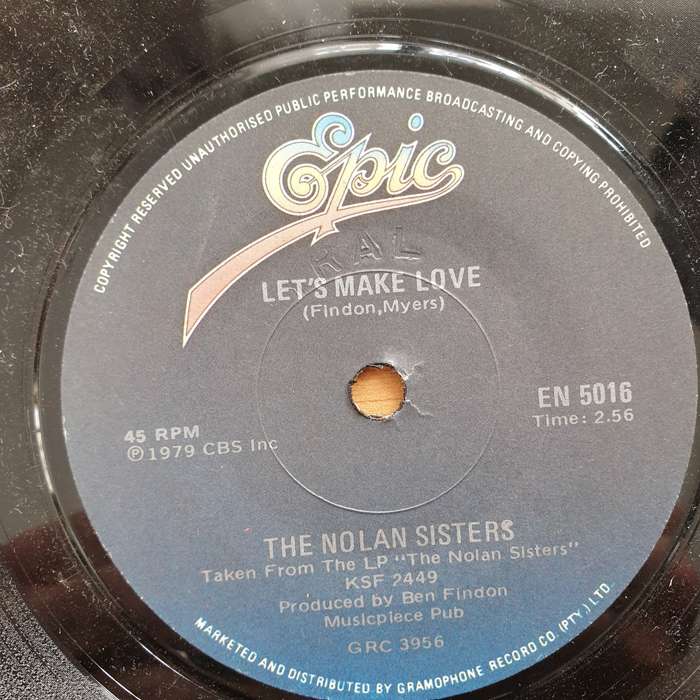 COPYRIGHT RESERVED UNAUTHORISED PUBLIC PERFORMANCE BROADCASTING AND COPYING PROHIBITED
Epic
RAL
LET'S MAKE LOVE
(Findon,Myers)
EN 5016
Time: 2.56
45 RPM
℗1979 CBS Inc
THE NOLAN SISTERS
Taken From The LP "The Nolan Sisters"
KSF 2449
Produced by Ben Findon
Musicpiece Pub
GRC 3956
MARKETED AND DISTRIBUTED BY GRAMOPHONE RECORD CO. (PTY.) LTD.